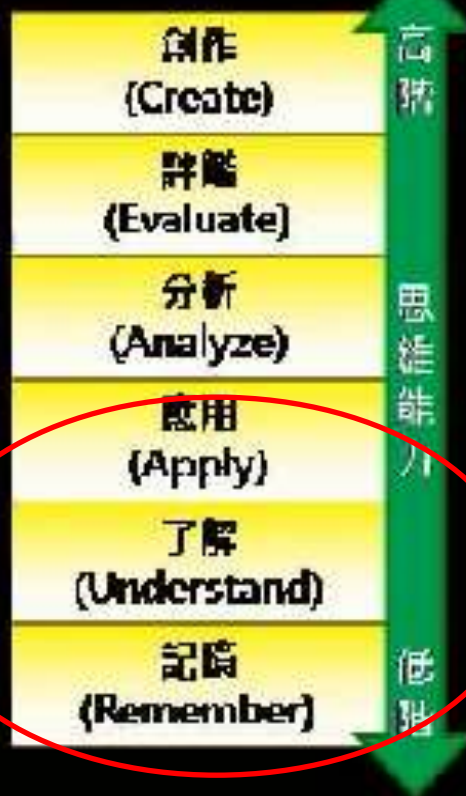 創作
(Create)
評鑑
(Evaluate)
分析
(Analyze)
應用
(Apply)
了解
(Understand)
記憶
(Remember)
高階
思維能力
低階